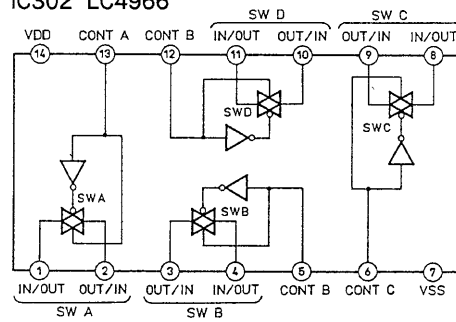 IC302 LC4966
SW D SW C
VDD CONT A CONT B IN/OUT OUT/IN OUT/IN IN/OUT
14 13 12 11 10 9 8
SWD
SWC
SWA
SWB
1 2 3 4 5 6 7
IN/OUT OUT/IN OUT/IN IN/OUT CONT B CONT C VSS
SW A SW B